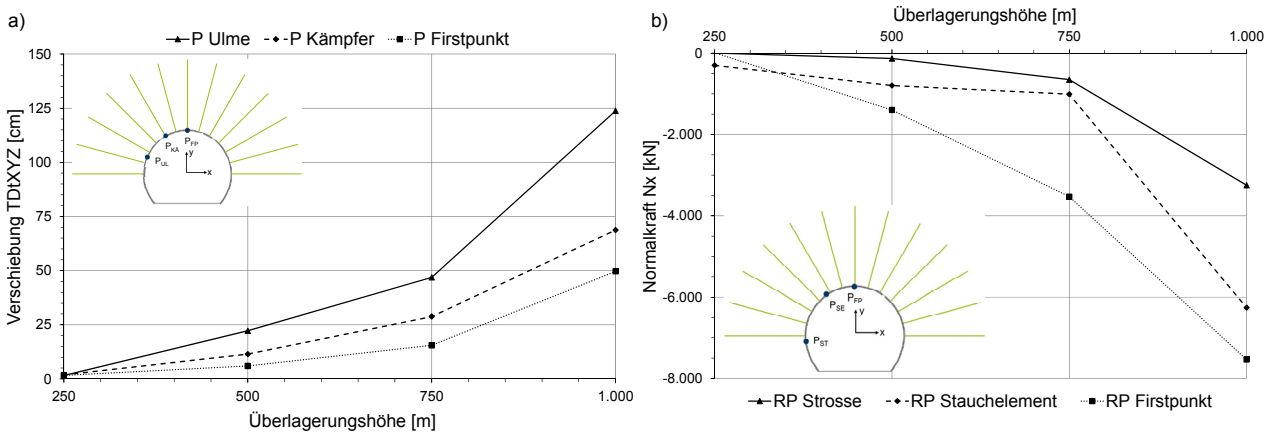 a)
P Ulme P Kämpfer P Firstpunkt
Verschiebung TDtXYZ [cm]
150
125
100
75
50
25
0
250 500 750 1.000
Überlagerungshöhe [m]
P_FP
P_KÄ
P_UL
y
x
b)
Überlagerungshöhe [m]
250 500 750 1.000
Normalkraft Nx [kN]
0
-2.000
-4.000
-6.000
-8.000
P_FP
P_SE
P_ST
y
x
RP Strosse RP Stauchelement RP Firstpunkt